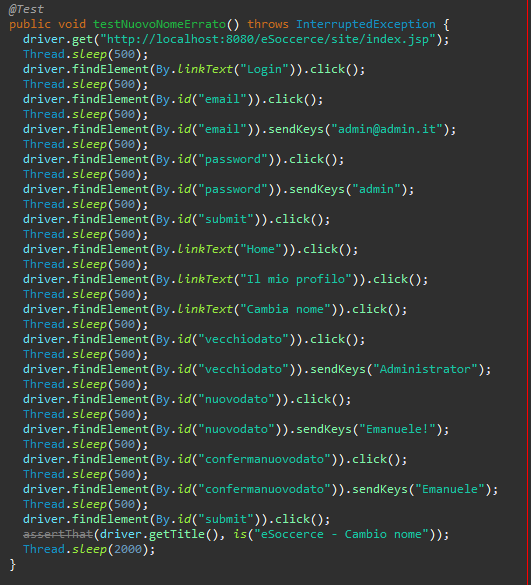 @Test
public void testNuovoNomeErrato() throws InterruptedException {
driver.get("http://localhost:8080/eSoccerce/site/index.jsp");
Thread.sleep(500);
driver.findElement(By.linkText("Login")).click();
Thread.sleep(500);
driver.findElement(By.id("email")).click();
Thread.sleep(500);
driver.findElement(By.id("email")).sendKeys("admin@admin.it");
Thread.sleep(500);
driver.findElement(By.id("password")).click();
Thread.sleep(500);
driver.findElement(By.id("password")).sendKeys("admin");
Thread.sleep(500);
driver.findElement(By.id("submit")).click();
Thread.sleep(500);
driver.findElement(By.linkText("Home")).click();
Thread.sleep(500);
driver.findElement(By.linkText("Il mio profilo")).click();
Thread.sleep(500);
driver.findElement(By.linkText("Cambia nome")).click();
Thread.sleep(500);
driver.findElement(By.id("vecchiodato")).click();
Thread.sleep(500);
driver.findElement(By.id("vecchiodato")).sendKeys("Administrator");
Thread.sleep(500);
driver.findElement(By.id("nuovodato")).click();
Thread.sleep(500);
driver.findElement(By.id("nuovodato")).sendKeys("Emanuele!");
Thread.sleep(500);
driver.findElement(By.id("confermanuovodato")).click();
Thread.sleep(500);
driver.findElement(By.id("confermanuovodato")).sendKeys("Emanuele");
Thread.sleep(500);
driver.findElement(By.id("submit")).click();
assertThat(driver.getTitle(), is("eSoccerce - Cambio nome"));
Thread.sleep(2000);
}